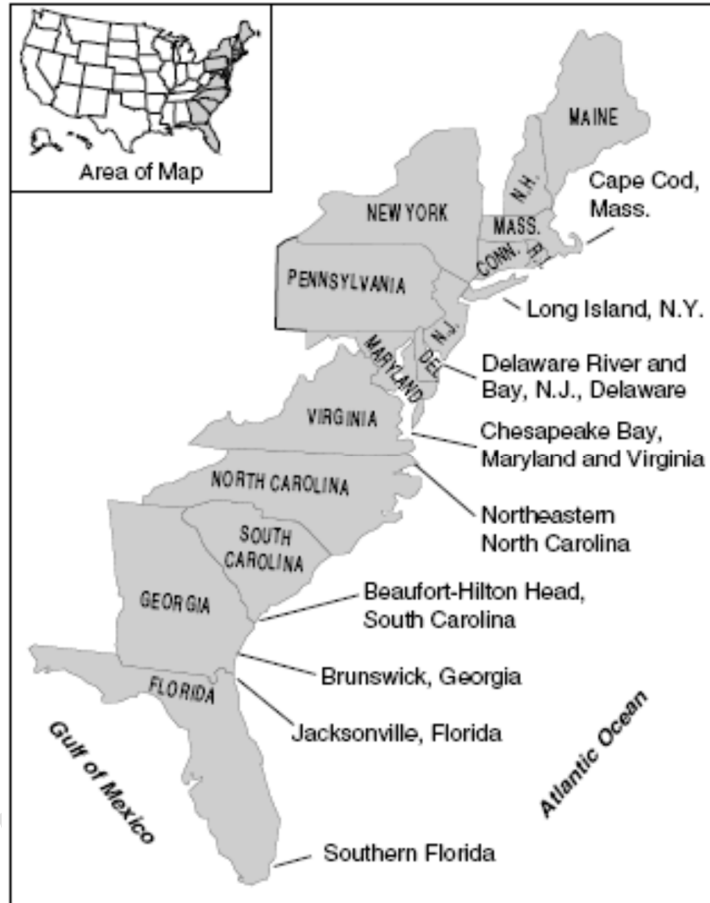 Area of Map
MAINE
N.H.
Cape Cod,
Mass.
NEW YORK
MASS.
CONN.
R.I.
PENNSYLVANIA
Long Island, N.Y.
N.J.
MARYLAND
DEL
Delaware River and
Bay, N.J., Delaware
VIRGINIA
Chesapeake Bay,
Maryland and Virginia
NORTH CAROLINA
Northeastern
North Carolina
SOUTH
CAROLINA
GEORGIA
Beaufort-Hilton Head,
South Carolina
Brunswick, Georgia
FLORIDA
Jacksonville, Florida
Gulf of Mexico
Atlantic Ocean
Southern Florida